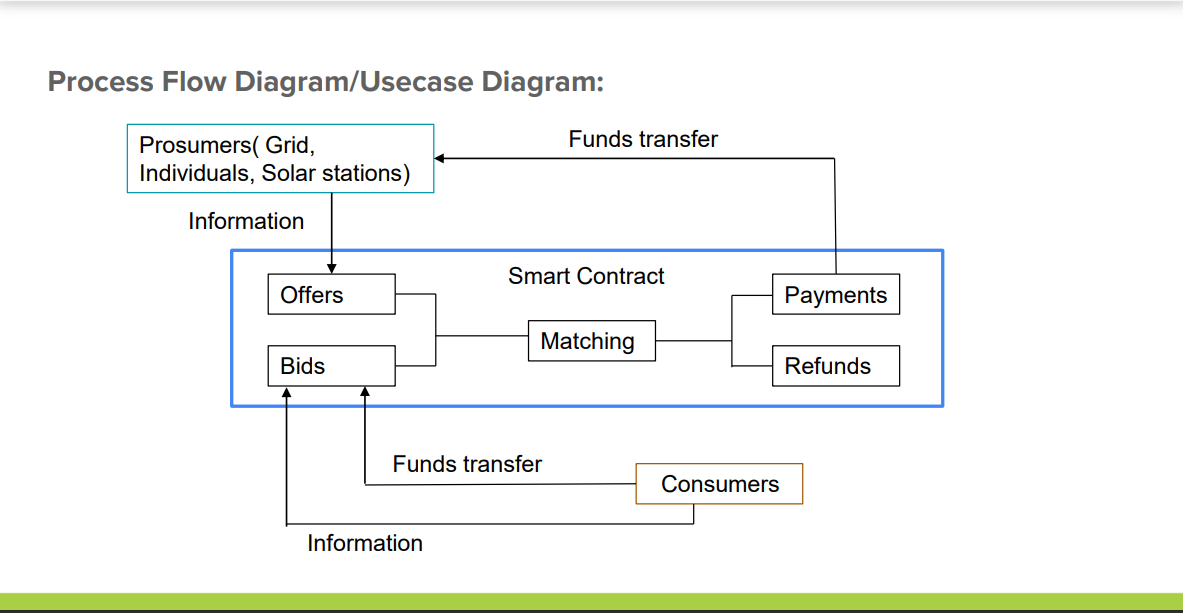 Process Flow Diagram/Usecase Diagram:
Prosumers( Grid,
Individuals, Solar stations)
Funds transfer
Information
Smart Contract
Offers
Payments
Matching
Bids
Refunds
Funds transfer
Consumers
Information